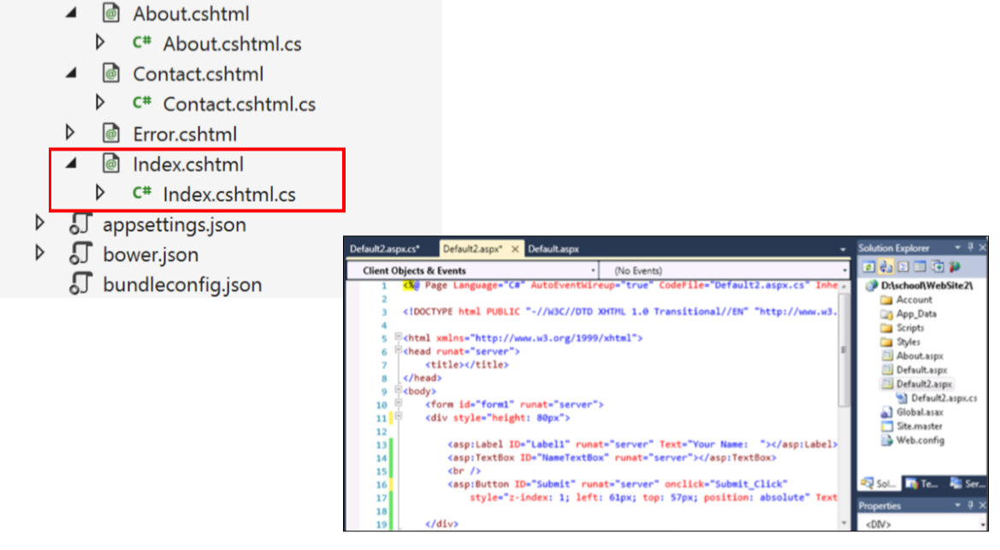 About.cshtml
C# About.cshtml.cs
Contact.cshtml
C# Contact.cshtml.cs
Error.cshtml
Index.cshtml
C# Index.cshtml.cs
appsettings.json
bower.json
bundleconfig.json
Default2.aspx.cs* Default2.aspx* Default.aspx
Client Objects & Events (No Events)
1 <%@ Page Language="C#" AutoEventWireup="true" CodeFile="Default2.aspx.cs" Inhe
2
3 <!DOCTYPE html PUBLIC "-//W3C//DTD XHTML 1.0 Transitional//EN" "http://www.w3.
4
5 <html xmlns="http://www.w3.org/1999/xhtml">
6 <head runat="server">
7 <title></title>
8 </head>
9 <body>
10 <form id="form1" runat="server">
11 <div style="height: 80px">
12
13 <asp:Label ID="Label1" runat="server" Text="Your Name:  "></asp:Label>
14 <asp:TextBox ID="NameTextBox" runat="server"></asp:TextBox>
15 <br />
16 <asp:Button ID="Submit" runat="server" onclick="Submit_Click"
17 style="z-index: 1; left: 61px; top: 57px; position: absolute" Text
18
19 </div>
Solution Explorer
D:\school\WebSite2\
Account
App_Data
Scripts
Styles
About.aspx
Default.aspx
Default2.aspx
Default2.aspx.cs
Global.asax
Site.master
Web.config
Sol... Te... Ser...
Properties
<DIV>